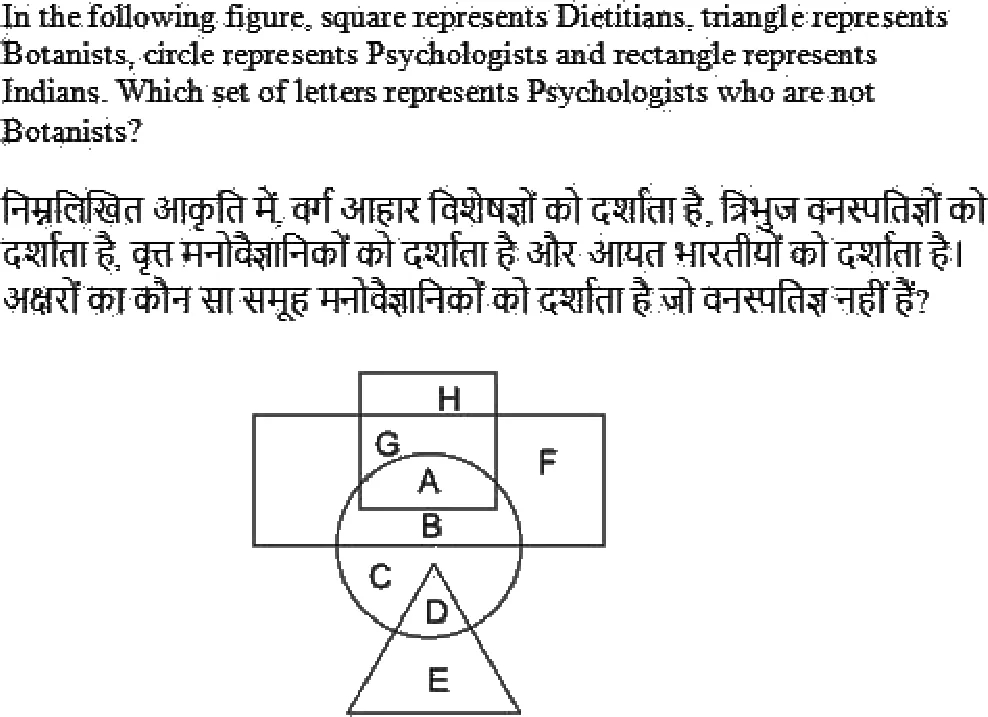 In the following figure, square represents Dietitians, triangle represents
Botanists, circle represents Psychologists and rectangle represents
Indians. Which set of letters represents Psychologists who are not
Botanists?
निम्नलिखित आकृति में, वर्ग आहार विशेषज्ञों को दर्शाता है, त्रिभुज वनस्पतिज्ञों को
दर्शाता है, वृत्त मनोवैज्ञानिकों को दर्शाता है और आयत भारतीयों को दर्शाता है।
अक्षरों का कौन सा समूह मनोवैज्ञानिकों को दर्शाता है जो वनस्पतिज्ञ नहीं हैं?
H
G
F
A
B
C
D
E